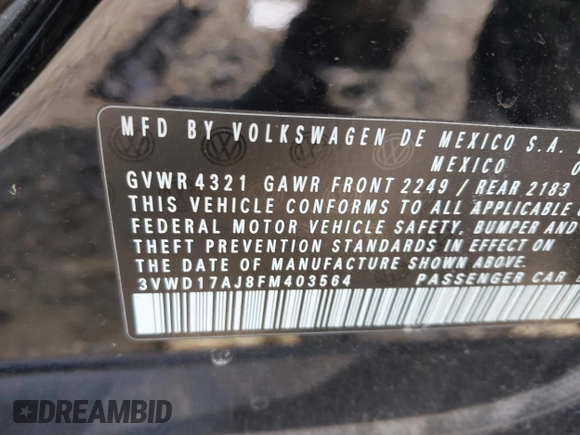 MFD BY VOLKSWAGEN DE MEXICO S.A.
MEXICO
GVWR 4321 GAWR FRONT 2249 / REAR 2183
THIS VEHICLE CONFORMS TO ALL APPLICABLE
FEDERAL MOTOR VEHICLE SAFETY, BUMPER AND
THEFT PREVENTION STANDARDS IN EFFECT ON
THE DATE OF MANUFACTURE SHOWN ABOVE.
3VWD17AJ8FM403564 PASSENGER CAR
DREAMBID